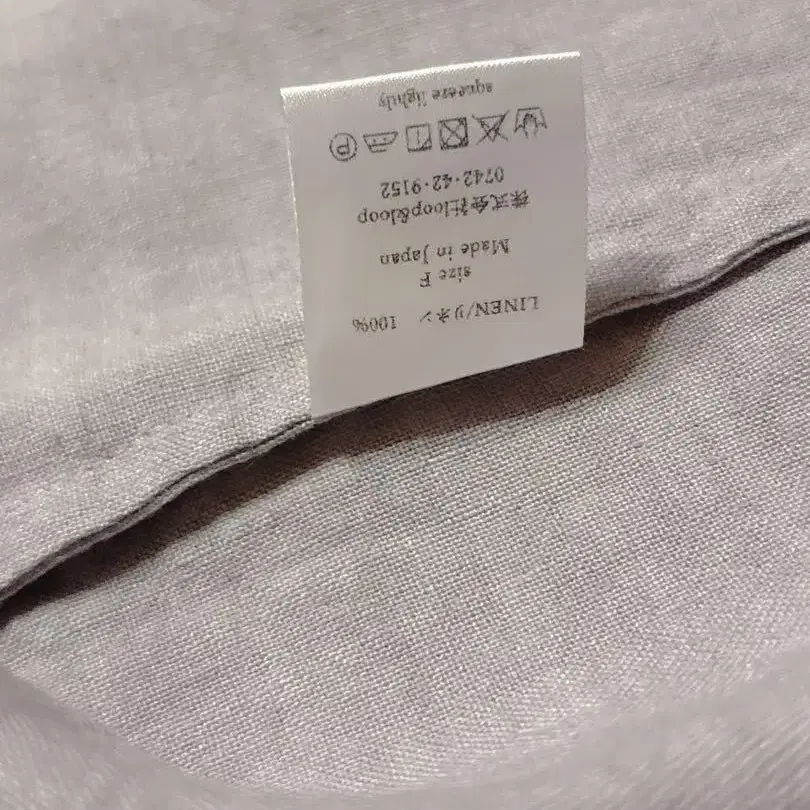 LINEN/リネン 100%
size F
Made in Japan
株式会社loop&loop
0742・42・9152
P
squeeze lightly